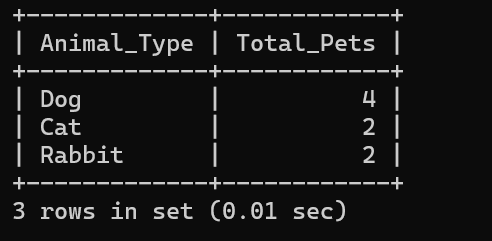 +-------------+------------+
| Animal_Type | Total_Pets |
+-------------+------------+
| Dog         |          4 |
| Cat         |          2 |
| Rabbit      |          2 |
+-------------+------------+
3 rows in set (0.01 sec)